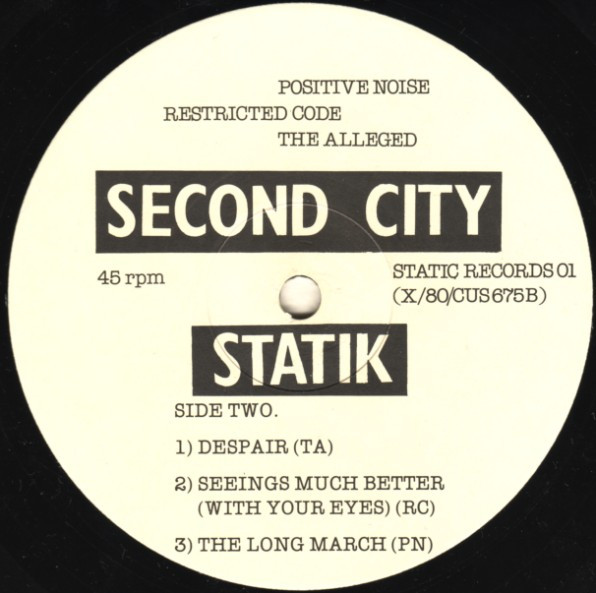 POSITIVE NOISE
RESTRICTED CODE
THE ALLEGED
SECOND CITY
45 rpm
STATIC RECORDS 01
(X/80/CUS 675B)
STATIK
SIDE TWO.
1) DESPAIR (TA)
2) SEEINGS MUCH BETTER
(WITH YOUR EYES) (RC)
3) THE LONG MARCH (PN)